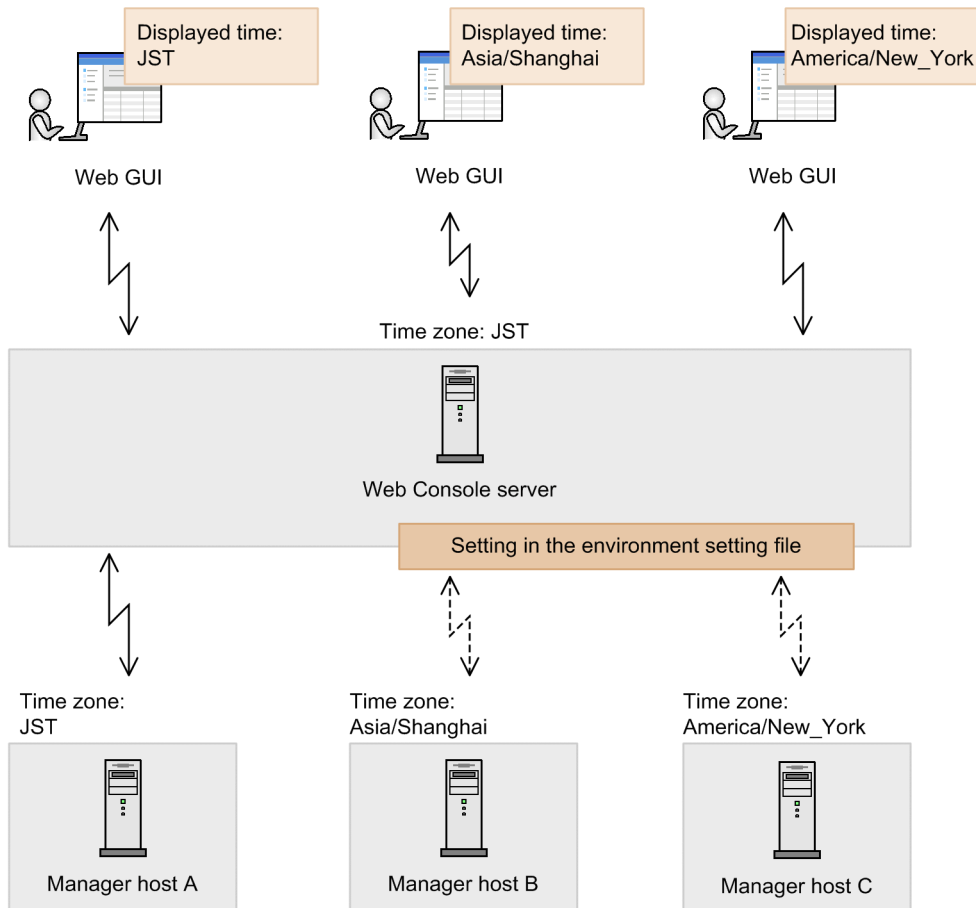 Displayed time:
JST
Displayed time:
Asia/Shanghai
Displayed time:
America/New_York
Web GUI
Web GUI
Web GUI
Time zone: JST
Web Console server
Setting in the environment setting file
Time zone:
JST
Time zone:
Asia/Shanghai
Time zone:
America/New_York
Manager host A
Manager host B
Manager host C